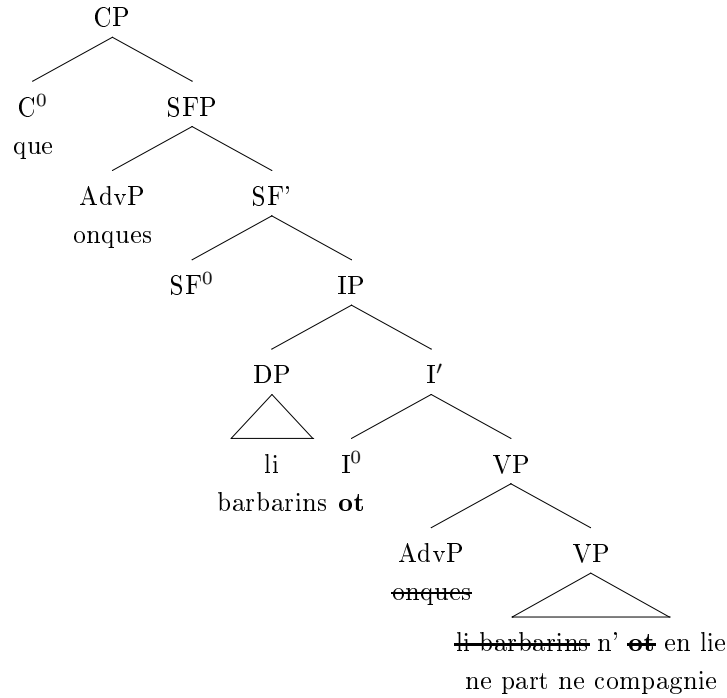 CP
C⁰ SFP
que
AdvP SF'
onques
SF⁰ IP
DP I′
li I⁰ VP
barbarins ot
AdvP VP
onques
li barbarins n' ot en lie
ne part ne compagnie